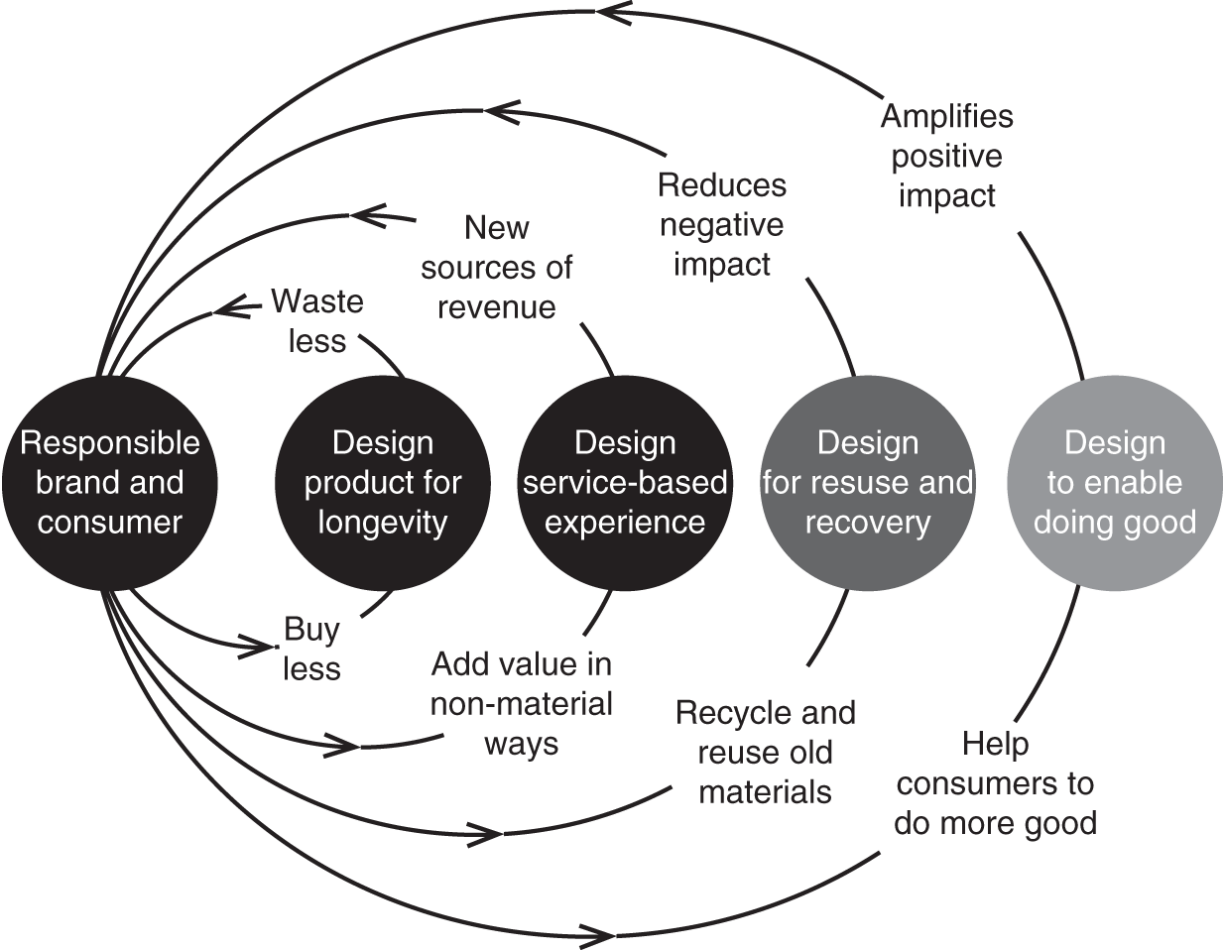 Amplifies
positive
impact
Reduces
negative
impact
New
sources of
revenue
Waste
less
Responsible
brand and
consumer
Design
product for
longevity
Design
service-based
experience
Design
for resuse and
recovery
Design
to enable
doing good
Buy
less
Add value in
non-material
ways
Recycle and
reuse old
materials
Help
consumers to
do more good